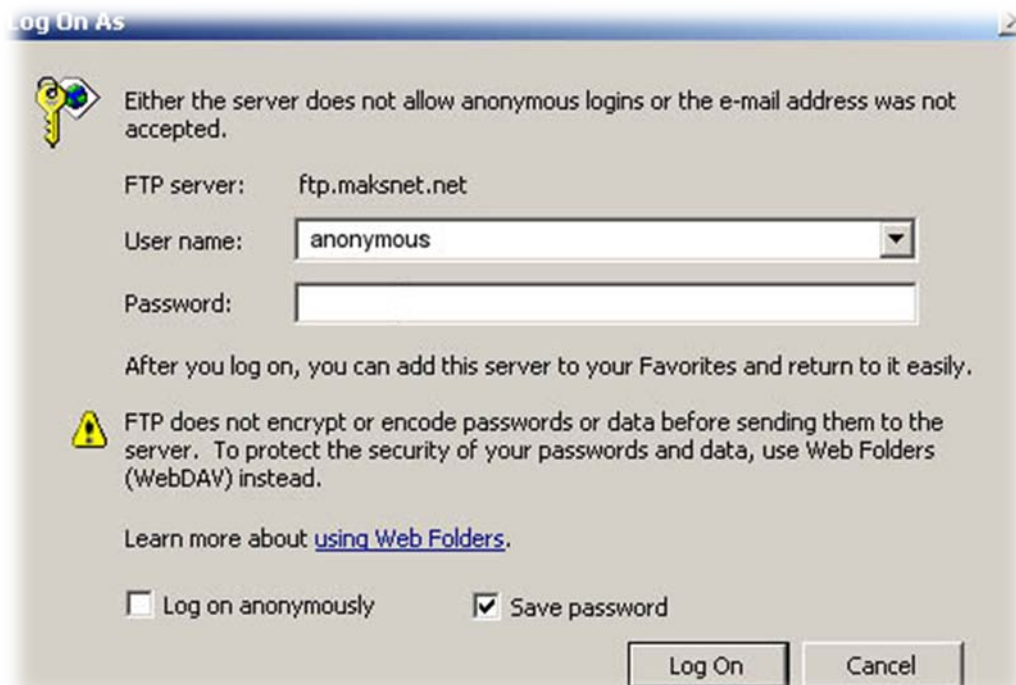 Log On As
Either the server does not allow anonymous logins or the e-mail address was not
accepted.
FTP server: ftp.maksnet.net
User name: anonymous
Password:
After you log on, you can add this server to your Favorites and return to it easily.
FTP does not encrypt or encode passwords or data before sending them to the
server. To protect the security of your passwords and data, use Web Folders
(WebDAV) instead.
Learn more about using Web Folders.
Log on anonymously Save password
Log On Cancel